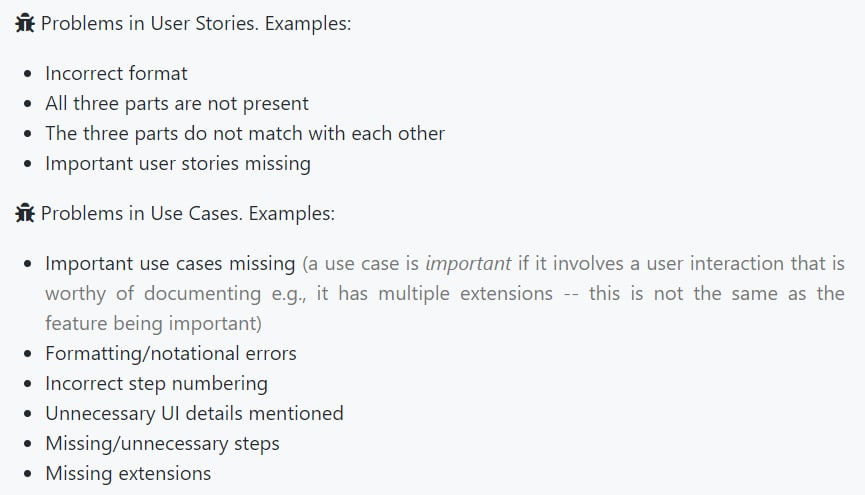 Problems in User Stories. Examples:
• Incorrect format
• All three parts are not present
• The three parts do not match with each other
• Important user stories missing
Problems in Use Cases. Examples:
• Important use cases missing (a use case is important if it involves a user interaction that is
worthy of documenting e.g., it has multiple extensions -- this is not the same as the
feature being important)
• Formatting/notational errors
• Incorrect step numbering
• Unnecessary UI details mentioned
• Missing/unnecessary steps
• Missing extensions